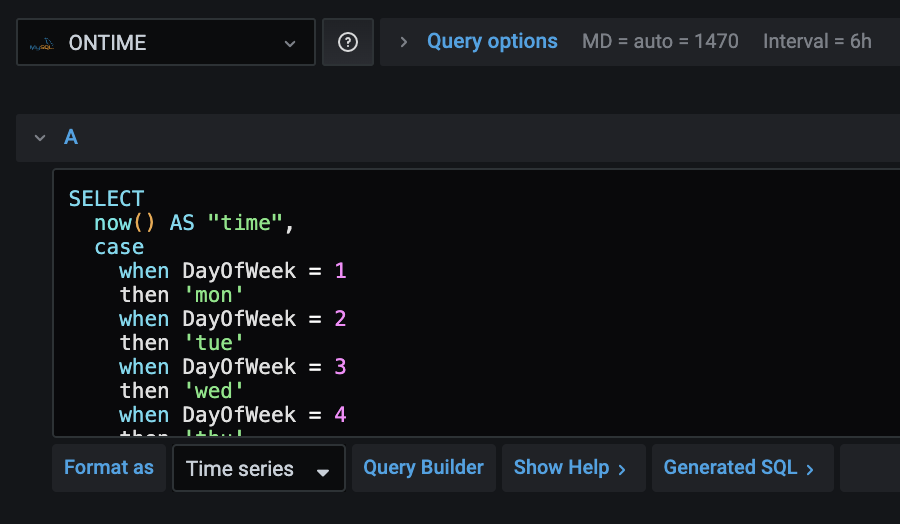 MySQL ONTIME
Query options MD = auto = 1470 Interval = 6h
A
SELECT
now() AS "time",
case
when DayOfWeek = 1
then 'mon'
when DayOfWeek = 2
then 'tue'
when DayOfWeek = 3
then 'wed'
when DayOfWeek = 4
then 'thu'
Format as Time series Query Builder Show Help Generated SQL